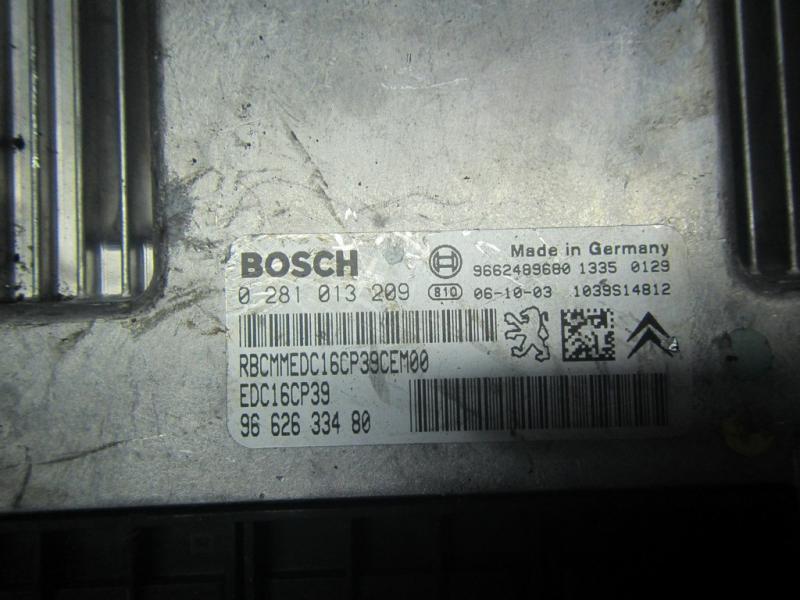 BOSCH
Made in Germany
9662489680 1335 0129
0 281 013 209
810 06-10-03 1039S14812
RBCMMEDC16CP39CEM00
EDC16CP39
96 626 334 80